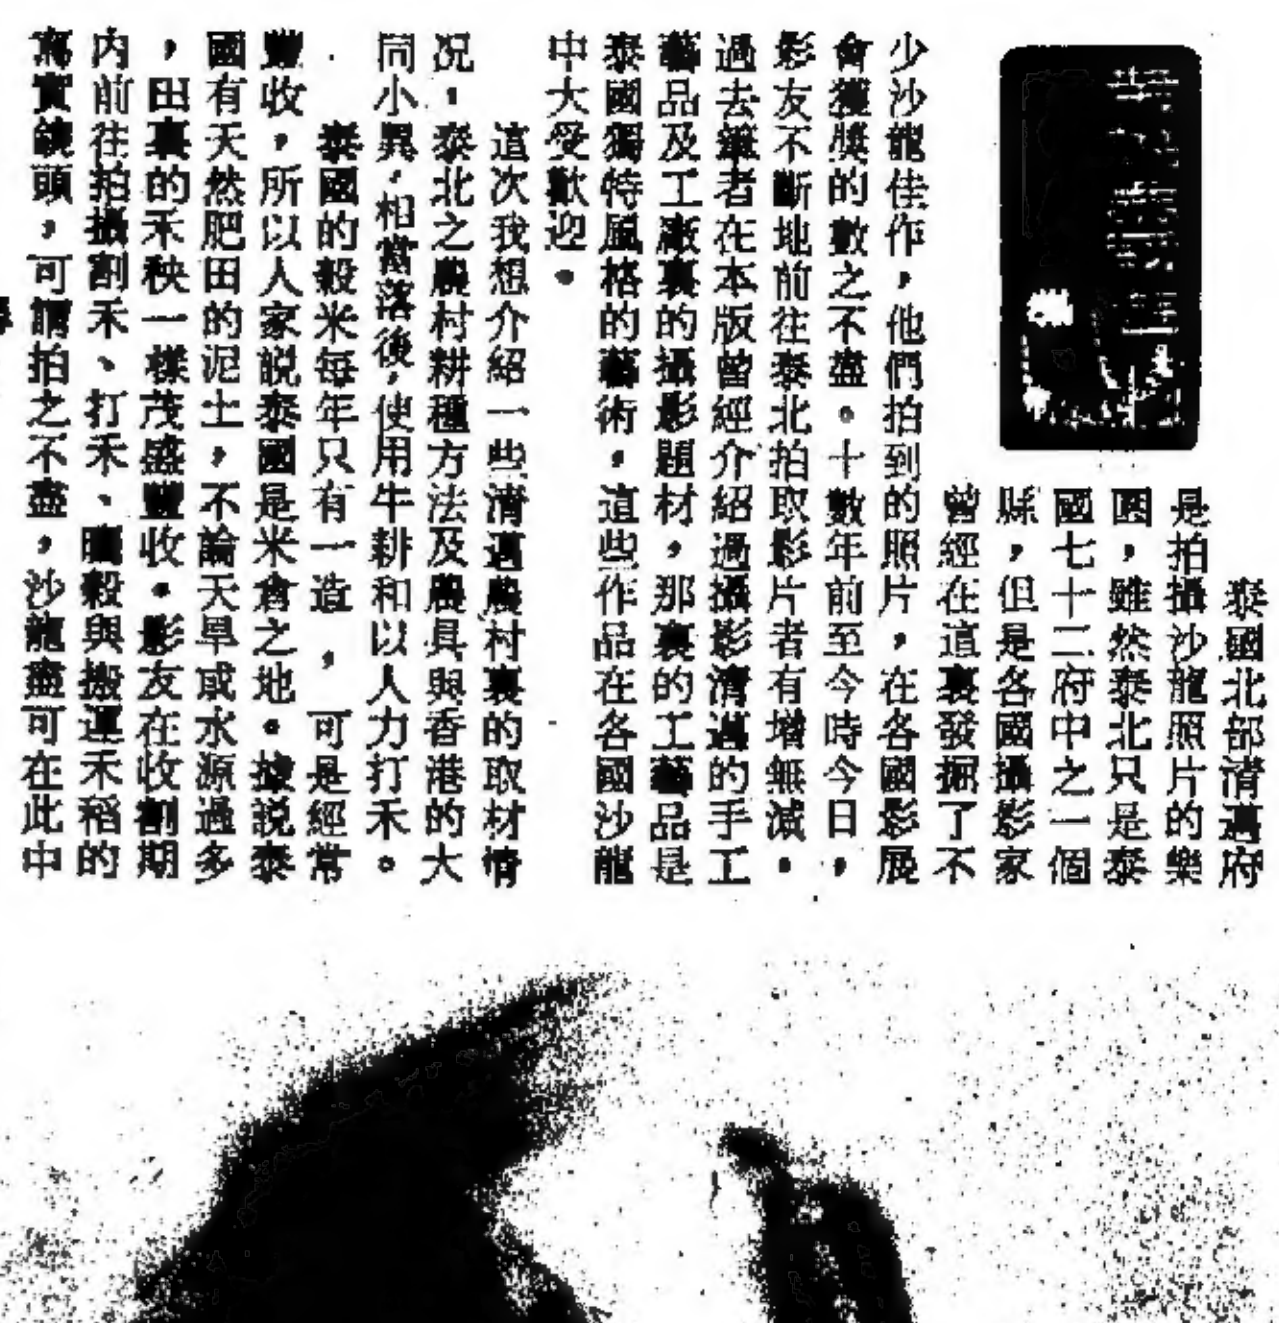 泰國北部清邁府
是拍攝沙龍照片的樂
園，雖然泰北只是泰
國七十二府中之一個
縣，但是各國攝影家
曾經在這裏發掘了不
少沙龍佳作，他們拍到的照片，在各國影展
會獲獎的數之不盡。十數年前至今時今日，
影友不斷地前往泰北拍取影片者有增無減。
過去筆者在本版曾經介紹過攝影清邁的手工
藝品及工廠裏的攝影題材，那裏的工藝品是
泰國獨特風格的藝術，這些作品在各國沙龍
中大受歡迎。
這次我想介紹一些清邁農村裏的取材情
况，泰北之農村耕種方法及農具與香港的大
同小異，相當落後，使用牛耕和以人力打禾。
泰國的穀米每年只有一造，可是經常
豐收，所以人家説泰國是米倉之地。據説泰
國有天然肥田的泥土，不論天旱或水源過多
，田裏的禾秧一樣茂盛豐收。影友在收割期
内前往拍攝割禾、打禾、曬穀與搬運禾稻的
寫實鏡頭，可謂拍之不盡，沙龍盡可在此中